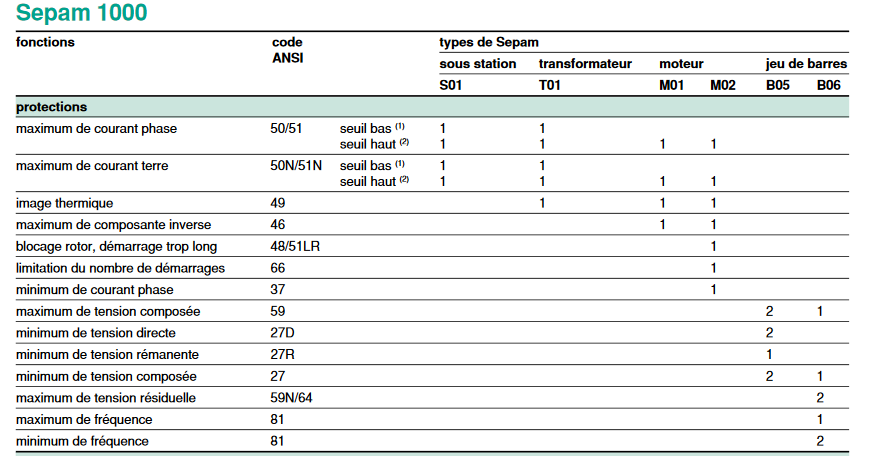 Sepam 1000
fonctions code ANSI types de Sepam
sous station transformateur moteur jeu de barres
S01 T01 M01 M02 B05 B06
protections
maximum de courant phase 50/51 seuil bas (1) 1 1
seuil haut (2) 1 1 1 1
maximum de courant terre 50N/51N seuil bas (1) 1 1
seuil haut (2) 1 1 1 1
image thermique 49 1 1 1
maximum de composante inverse 46 1 1
blocage rotor, démarrage trop long 48/51LR 1
limitation du nombre de démarrages 66 1
minimum de courant phase 37 1
maximum de tension composée 59 2 1
minimum de tension directe 27D 2
minimum de tension rémanente 27R 1
minimum de tension composée 27 2 1
maximum de tension résiduelle 59N/64 2
maximum de fréquence 81 1
minimum de fréquence 81 2